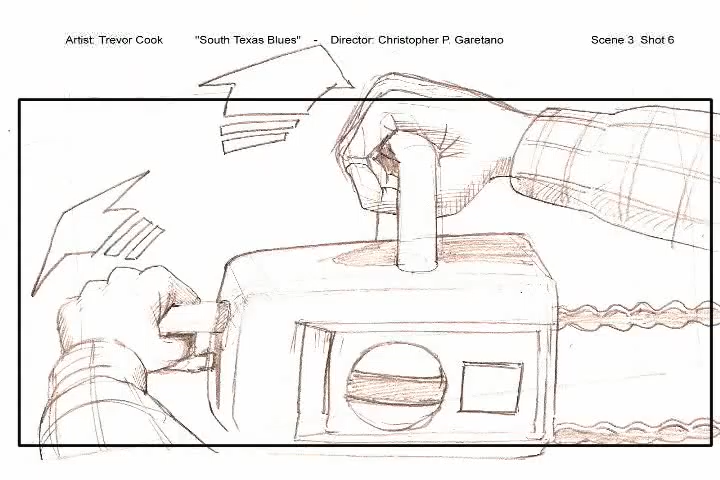 Artist: Trevor Cook "South Texas Blues" - Director: Christopher P. Garetano Scene 3 Shot 6